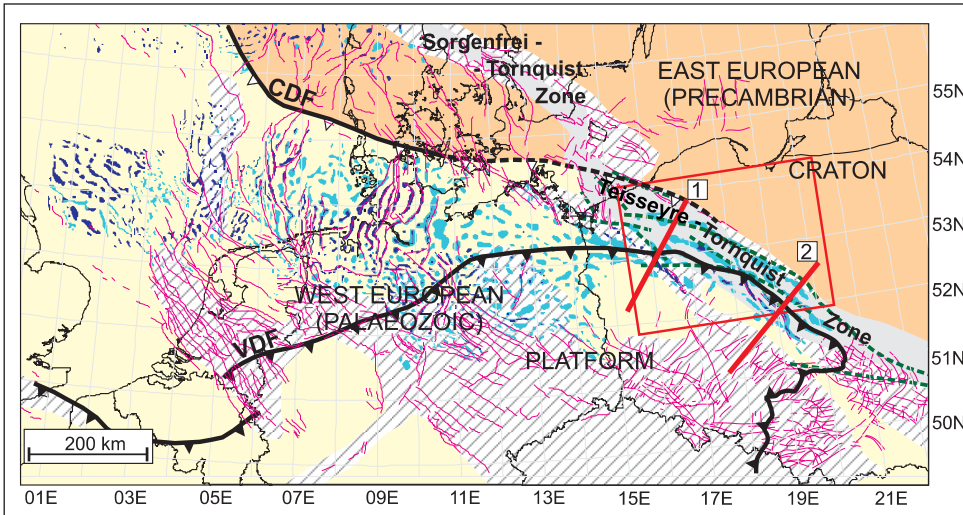 Sorgenfrei -
- Tornquist
Zone
EAST EUROPEAN
(PRECAMBRIAN)
CRATON
CDF
Teisseyre - Tornquist
Zone
1
2
WEST EUROPEAN
(PALAEOZOIC)
PLATFORM
VDF
200 km
55N
54N
53N
52N
51N
50N
49N
01E
03E
05E
07E
09E
11E
13E
15E
17E
19E
21E